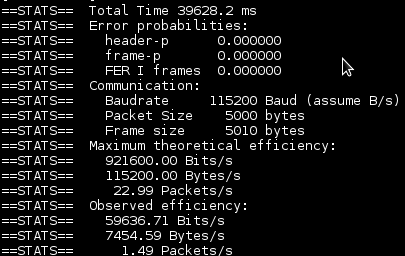 ==STATS== Total Time 39628.2 ms
==STATS== Error probabilities:
==STATS== header-p 0.000000
==STATS== frame-p 0.000000
==STATS== FER I frames 0.000000
==STATS== Communication:
==STATS== Baudrate 115200 Baud (assume B/s)
==STATS== Packet Size 5000 bytes
==STATS== Frame size 5010 bytes
==STATS== Maximum theoretical efficiency:
==STATS== 921600.00 Bits/s
==STATS== 115200.00 Bytes/s
==STATS== 22.99 Packets/s
==STATS== Observed efficiency:
==STATS== 59636.71 Bits/s
==STATS== 7454.59 Byte/s
==STATS== 1.49 Packets/s